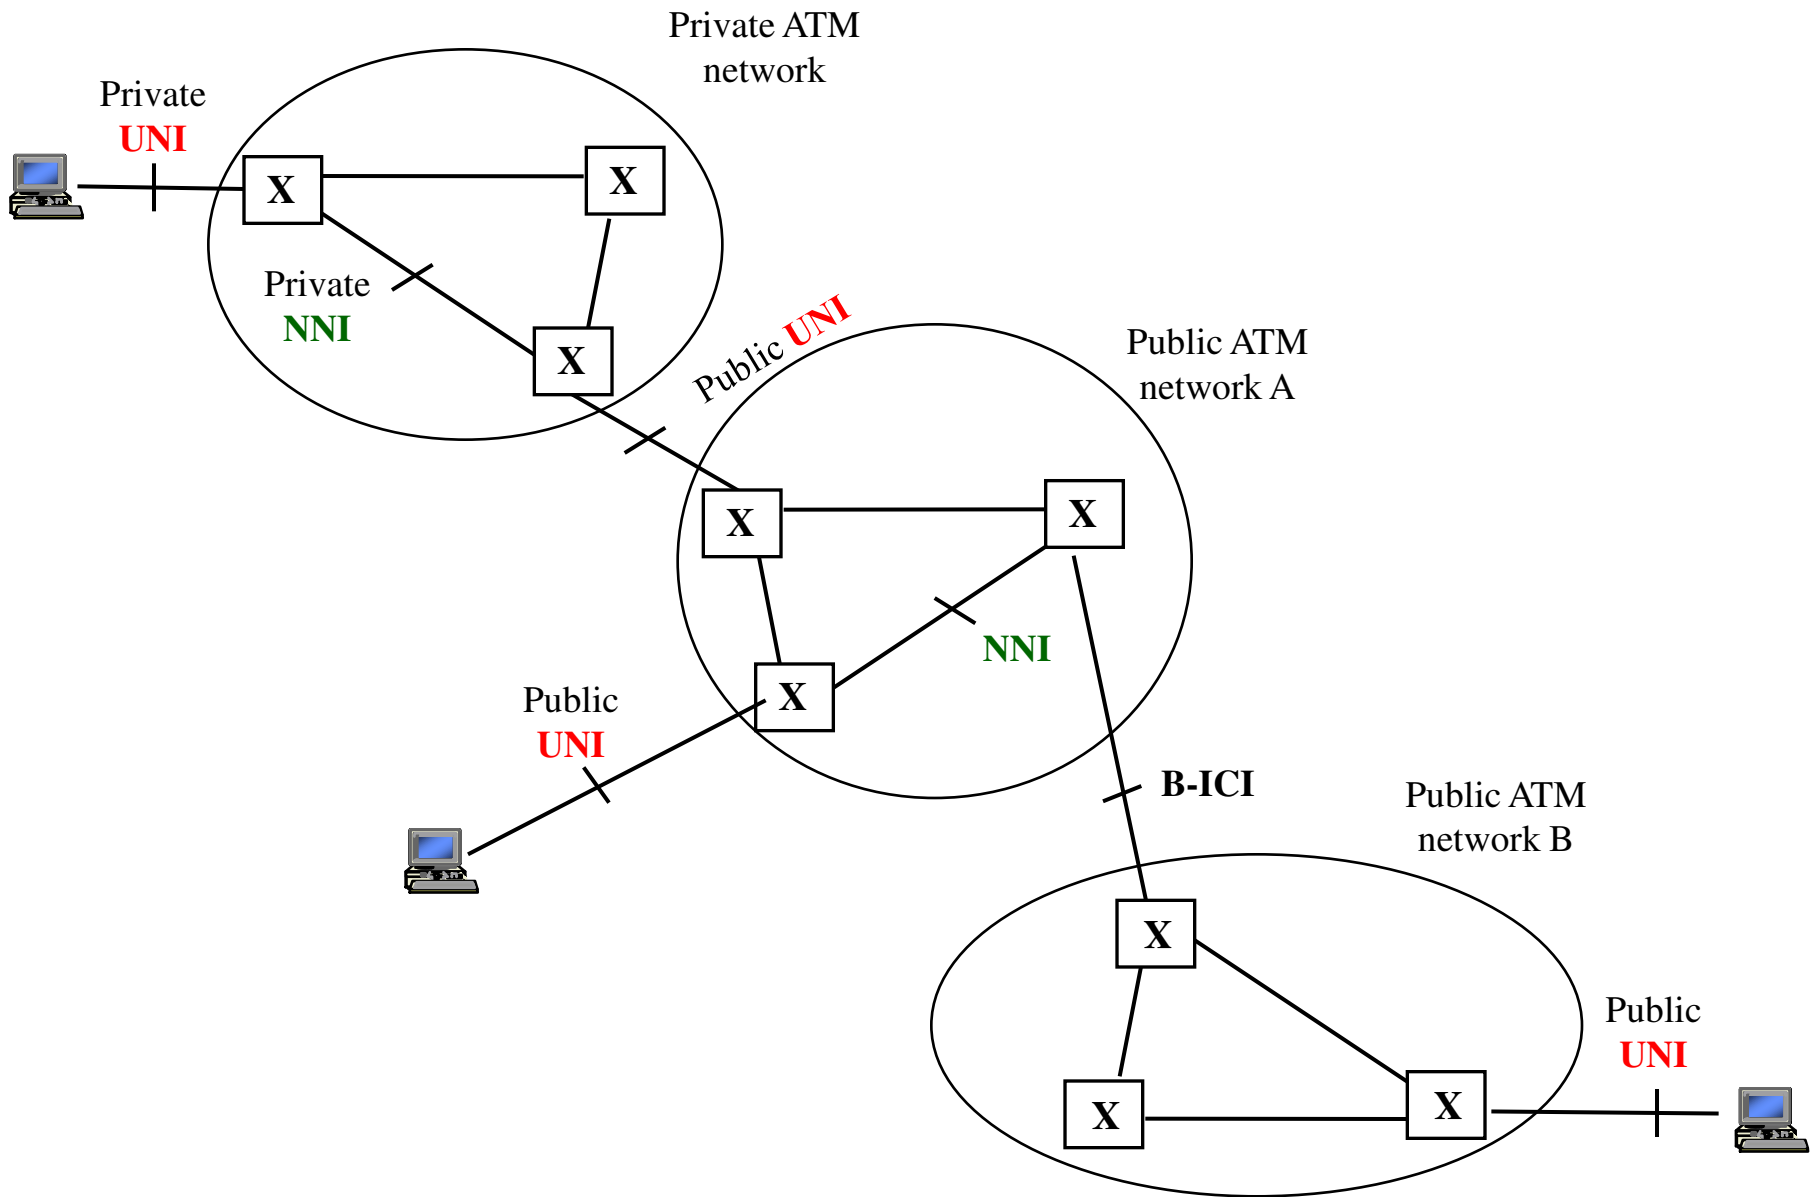 Private ATM
network
Private
UNI
X
X
Private
NNI
X
Public UNI
Public ATM
network A
X
X
NNI
X
Public
UNI
B-ICI
Public ATM
network B
X
Public
UNI
X
X